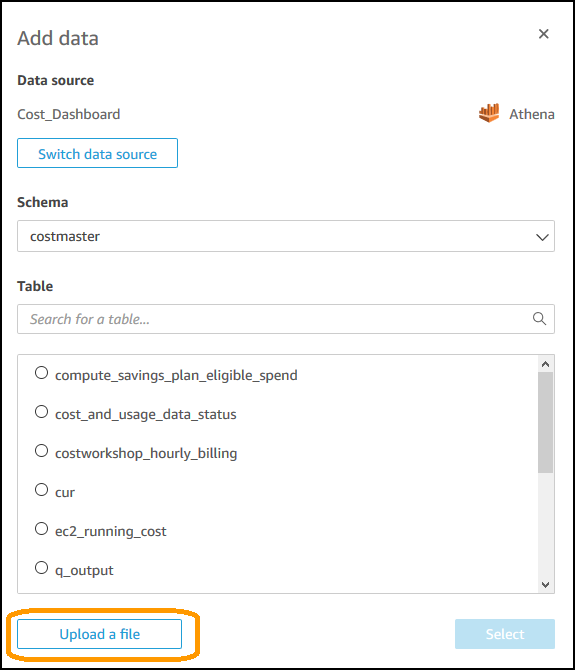 Add data
Data source
Cost_Dashboard
Athena
Switch data source
Schema
costmaster
Table
Search for a table...
compute_savings_plan_eligible_spend
cost_and_usage_data_status
costworkshop_hourly_billing
cur
ec2_running_cost
q_output
Upload a file
Select